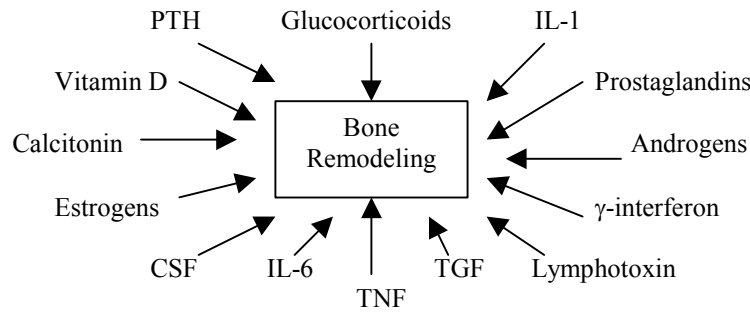 PTH
Glucocorticoids
IL-1
Vitamin D
Prostaglandins
Calcitonin
Bone
Remodeling
Androgens
Estrogens
γ-interferon
CSF
IL-6
TGF
Lymphotoxin
TNF